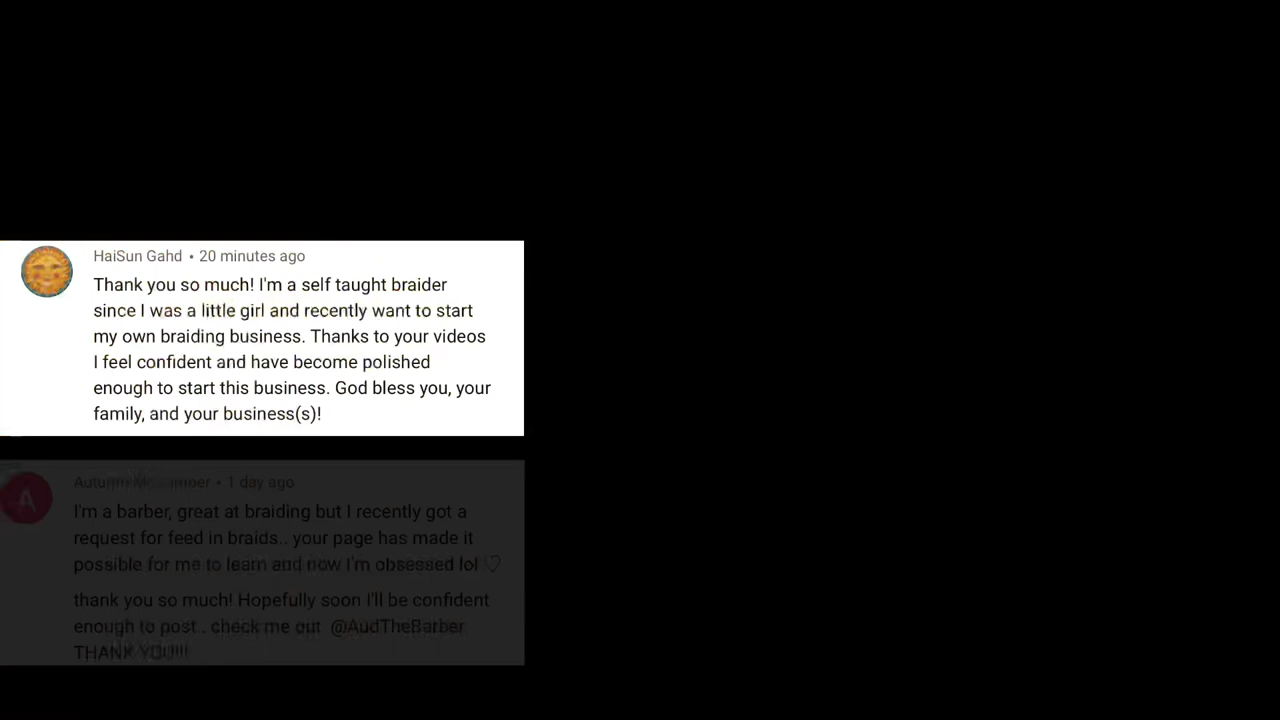 HaiSun Gahd • 20 minutes ago
Thank you so much! I'm a self taught braider
since I was a little girl and recently want to start
my own braiding business. Thanks to your videos
I feel confident and have become polished
enough to start this business. God bless you, your
family, and your business(s)!
A
Autumn • 1 day ago
I'm a barber, great at braiding but I recently got a
request for feed in braids.. your page has made it
possible for me to learn and now I'm obsessed lol ♡
thank you so much! Hopefully soon I'll be confident
enough to post.. check me out @AudTheBarber
THANK YOU!!!!